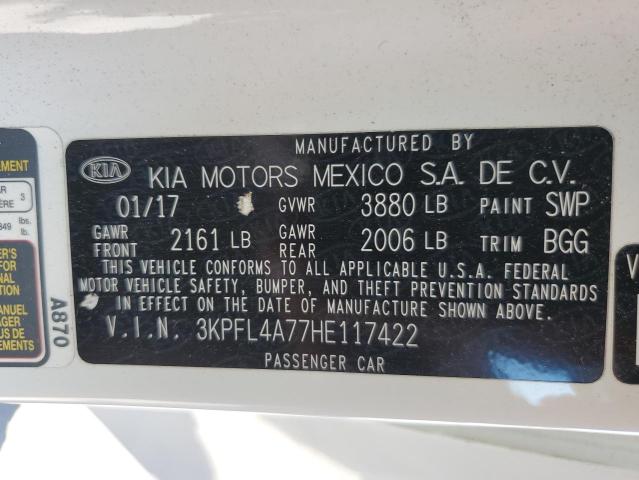 MANUFACTURED BY
KIA KIA MOTORS MEXICO S.A. DE C.V.
01/17 GVWR 3880 LB PAINT SWP
GAWR FRONT 2161 LB GAWR REAR 2006 LB TRIM BGG
THIS VEHICLE CONFORMS TO ALL APPLICABLE U.S.A. FEDERAL
MOTOR VEHICLE SAFETY, BUMPER, AND THEFT PREVENTION STANDARDS
IN EFFECT ON THE DATE OF MANUFACTURE SHOWN ABOVE.
V.I.N. 3KPFL4A77HE117422
PASSENGER CAR
A870
3
lbs.